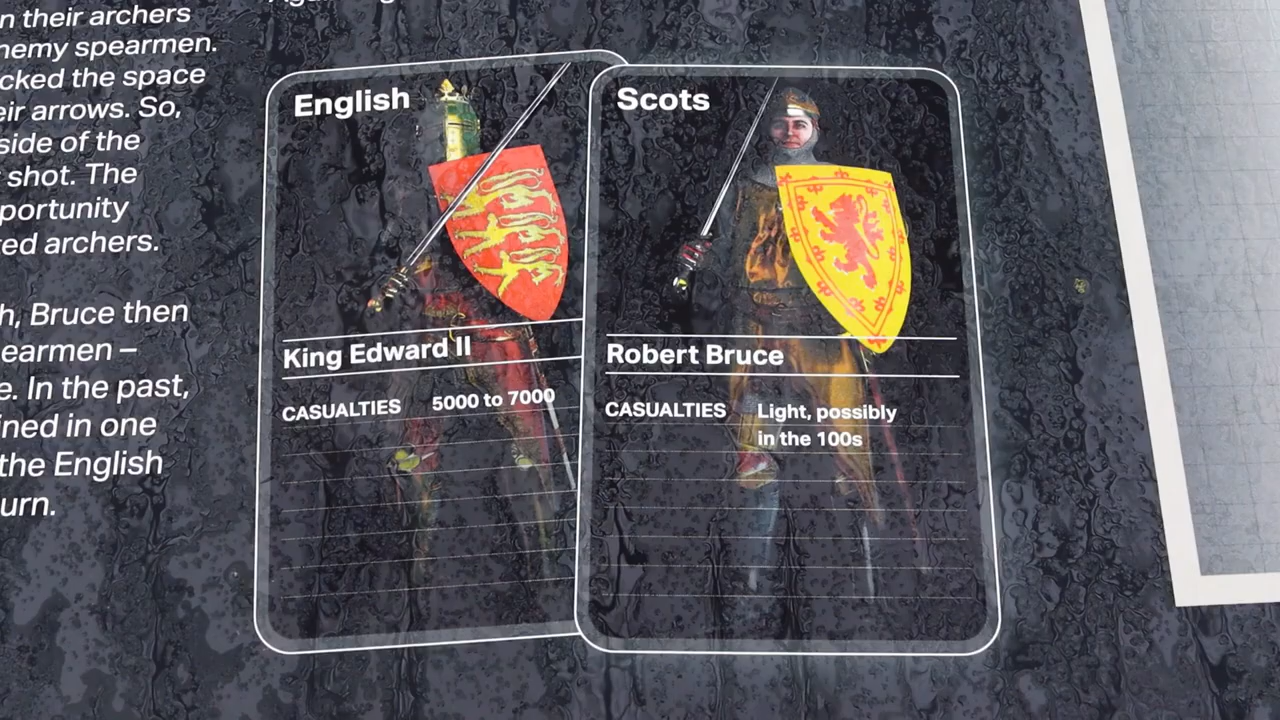 n their archers
nemy spearmen.
cked the space
eir arrows. So,
side of the
shot. The
portunity
ed archers.
h, Bruce then
earmen –
e. In the past,
ined in one
the English
urn.
English
King Edward II
CASUALTIES 5000 to 7000
Scots
Robert Bruce
CASUALTIES Light, possibly
in the 100s